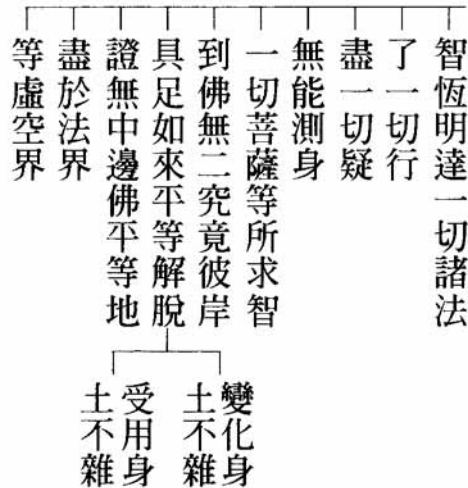 智恆明達一切諸法
了一切行
盡一切疑
無能測身
一切菩薩等所求智
到佛無二究竟彼岸
具足如來平等解脫
證無中邊佛平等地
盡於法界
等虛空界
變化身
土不雜
受用身
土不雜